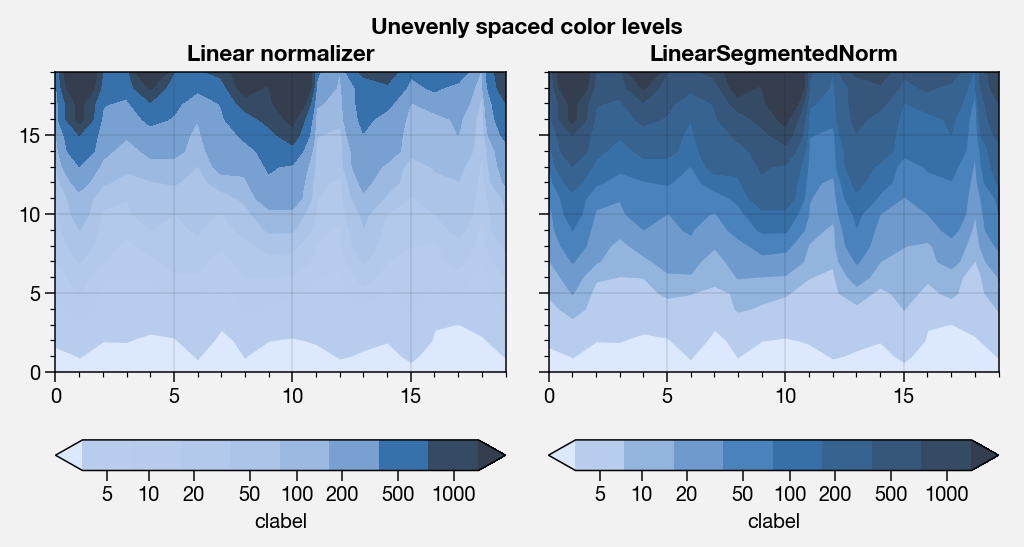 Unevenly spaced color levels
Linear normalizer
LinearSegmentedNorm
15
10
5
0
0 5 10 15
0 5 10 15
5 10 20 50 100 200 500 1000
5 10 20 50 100 200 500 1000
clabel
clabel